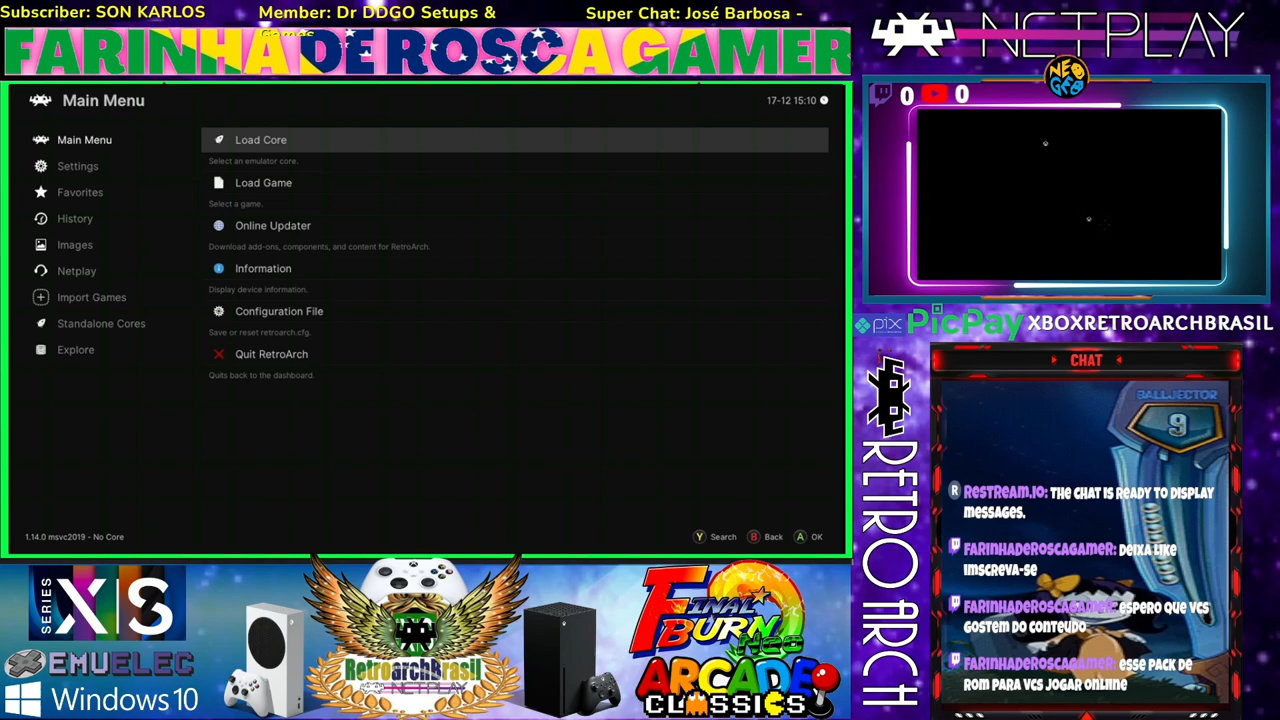 Subscriber: SON KARLOS
Member: Dr DDGO Setups &
Games
Super Chat: José Barbosa -
NETPLAY
FARINHA DE ROSCA GAMER
NEO
GEO
0
0
Main Menu
17-12 15:10
Main Menu
Settings
Favorites
History
Images
Netplay
Import Games
Standalone Cores
Explore
Load Core
Select an emulator core.
Load Game
Select a game.
Online Updater
Download add-ons, components, and content for RetroArch.
Information
Display device information.
Configuration File
Save or reset retroarch.cfg.
Quit RetroArch
Quits back to the dashboard.
1.14.0 msvc2019 - No Core
Y Search
B Back
A OK
pix PicPay XBOXRETROARCHBRASIL
RETROARCH
CHAT
BALLJECTOR
9
R Restream.io: The chat is ready to display
messages.
farinhaderoscagamer: Deixa like
imscreva-se
farinhaderoscagamer: espero que vcs
gostem do conteudo
farinhaderoscagamer: esse pack de
rom para vcs jogar onliine
SERIES
X|S
EMUELEC
Windows 10
RetroarchBrasil
NETPLAY
FINAL
BURN
NEO
ARCADE
CLASSICS